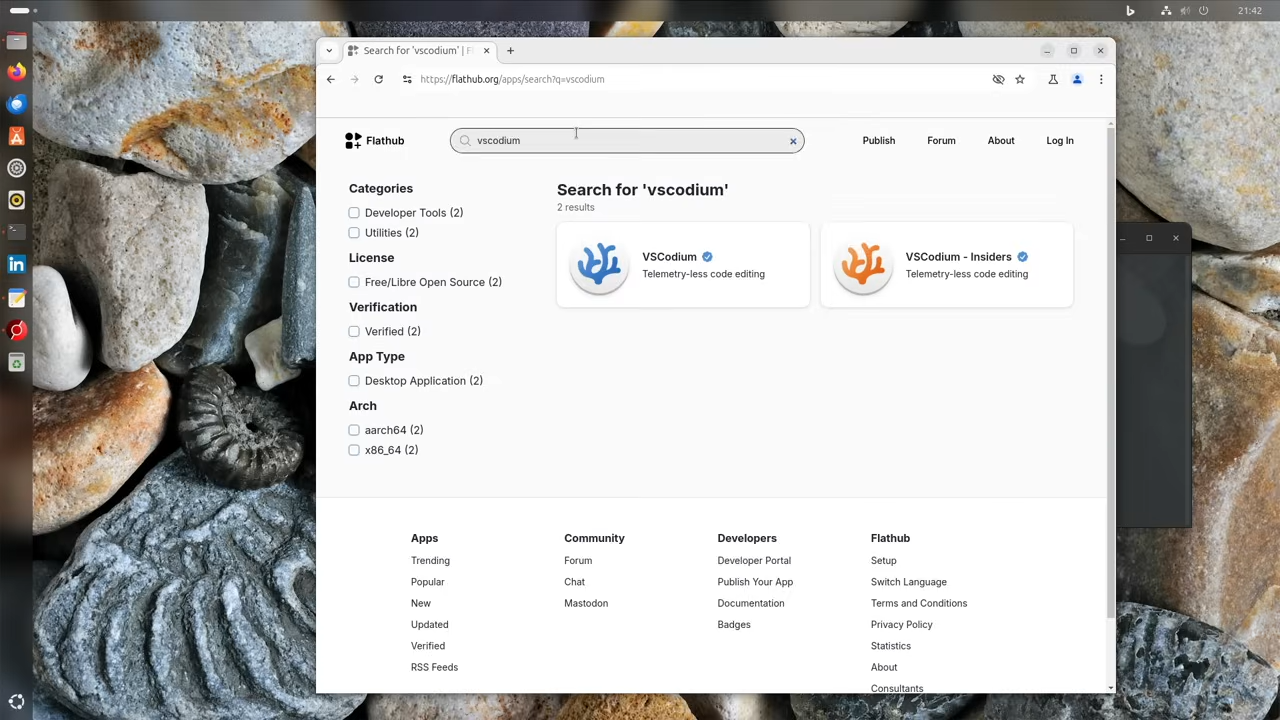 21:42
Search for 'vscodium' | Fl
https://flathub.org/apps/search?q=vscodium
Flathub
vscodium
Publish
Forum
About
Log In
Categories
Developer Tools (2)
Utilities (2)
License
Free/Libre Open Source (2)
Verification
Verified (2)
App Type
Desktop Application (2)
Arch
aarch64 (2)
x86_64 (2)
Search for 'vscodium'
2 results
VSCodium
Telemetry-less code editing
VSCodium - Insiders
Telemetry-less code editing
Apps
Trending
Popular
New
Updated
Verified
RSS Feeds
Community
Forum
Chat
Mastodon
Developers
Developer Portal
Publish Your App
Documentation
Badges
Flathub
Setup
Switch Language
Terms and Conditions
Privacy Policy
Statistics
About
Consultants